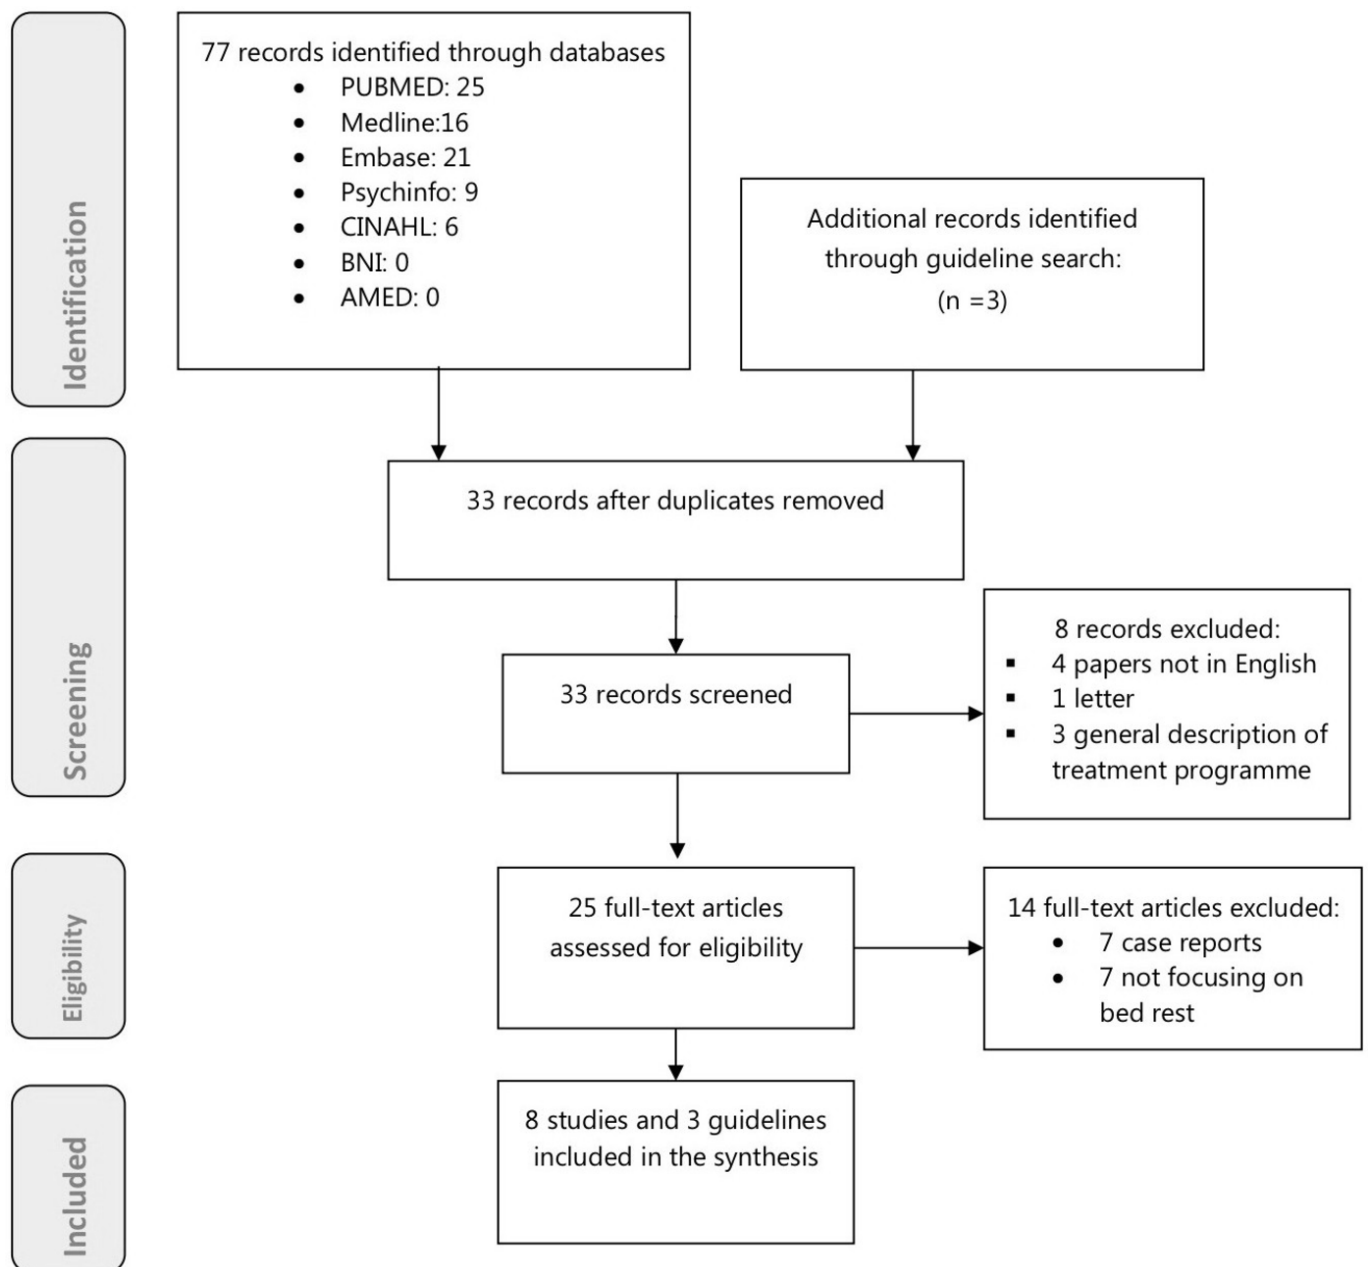 Identification
77 records identified through databases
• PUBMED: 25
• Medline:16
• Embase: 21
• Psychinfo: 9
• CINAHL: 6
• BNI: 0
• AMED: 0
Additional records identified
through guideline search:
(n =3)
Screening
33 records after duplicates removed
33 records screened
8 records excluded:
▪ 4 papers not in English
▪ 1 letter
▪ 3 general description of
treatment programme
Eligibility
25 full-text articles
assessed for eligibility
14 full-text articles excluded:
• 7 case reports
• 7 not focusing on
bed rest
Included
8 studies and 3 guidelines
included in the synthesis